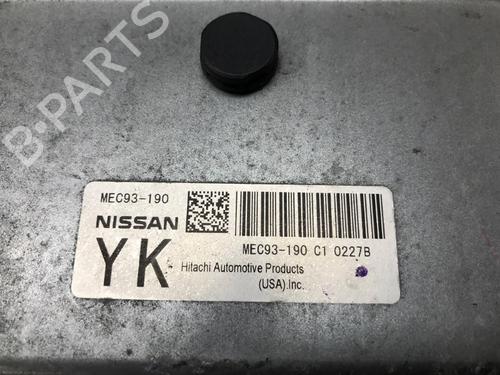 B-PARTS
MEC93-190
NISSAN
MEC93-190 C1 0227B
YK
Hitachi Automotive Products
(USA).Inc.